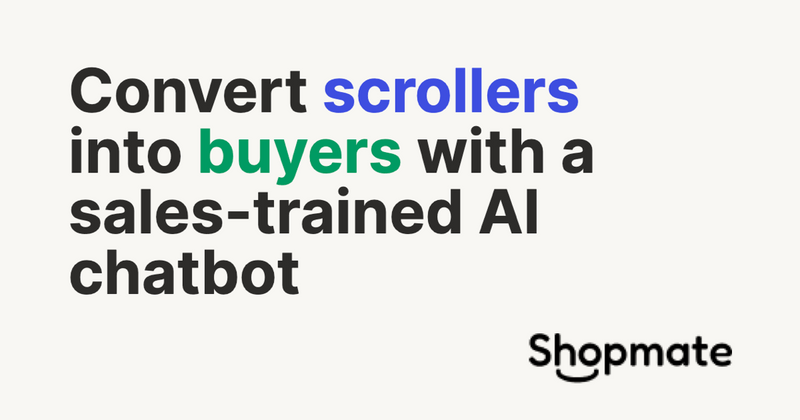 Convert scrollers
into buyers with a
sales-trained AI
chatbot
Shopmate